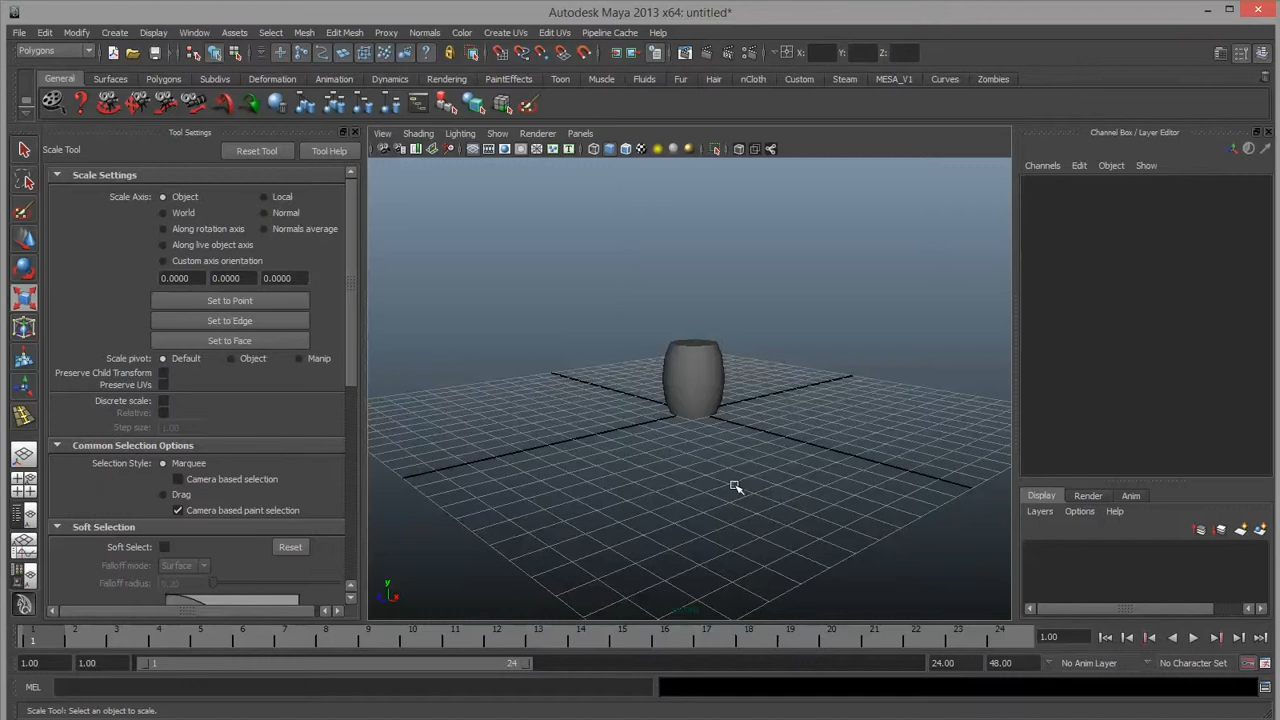 Autodesk Maya 2013 x64: untitled*
File Edit Modify Create Display Window Assets Select Mesh Edit Mesh Proxy Normals Color Create UVs Edit UVs Pipeline Cache Help
Polygons X: Y: Z:
General Surfaces Polygons Subdivs Deformation Animation Dynamics Rendering PaintEffects Toon Muscle Fluids Fur Hair nCloth Custom Steam MESA_V1 Curves Zombies
Tool Settings
Scale Tool Reset Tool Tool Help
Scale Settings
Scale Axis: Object Local
World Normal
Along rotation axis Normals average
Along live object axis
Custom axis orientation
0.0000 0.0000 0.0000
Set to Point
Set to Edge
Set to Face
Scale pivot: Default Object Manip
Preserve Child Transform
Preserve UVs
Discrete scale:
Relative:
Step size: 1.00
Common Selection Options
Selection Style: Marquee
Camera based selection
Drag
Camera based paint selection
Soft Selection
Soft Select: Reset
Falloff mode: Surface
Falloff radius:
View Shading Lighting Show Renderer Panels
y
x
Channel Box / Layer Editor
Channels Edit Object Show
Display Render Anim
Layers Options Help
1 2 3 4 5 6 7 8 9 10 11 12 13 14 15 16 17 18 19 20 21 22 23 24
1 1.00
1.00 1.00 1 24 24.00 48.00 No Anim Layer No Character Set
MEL
Scale Tool: Select an object to scale.